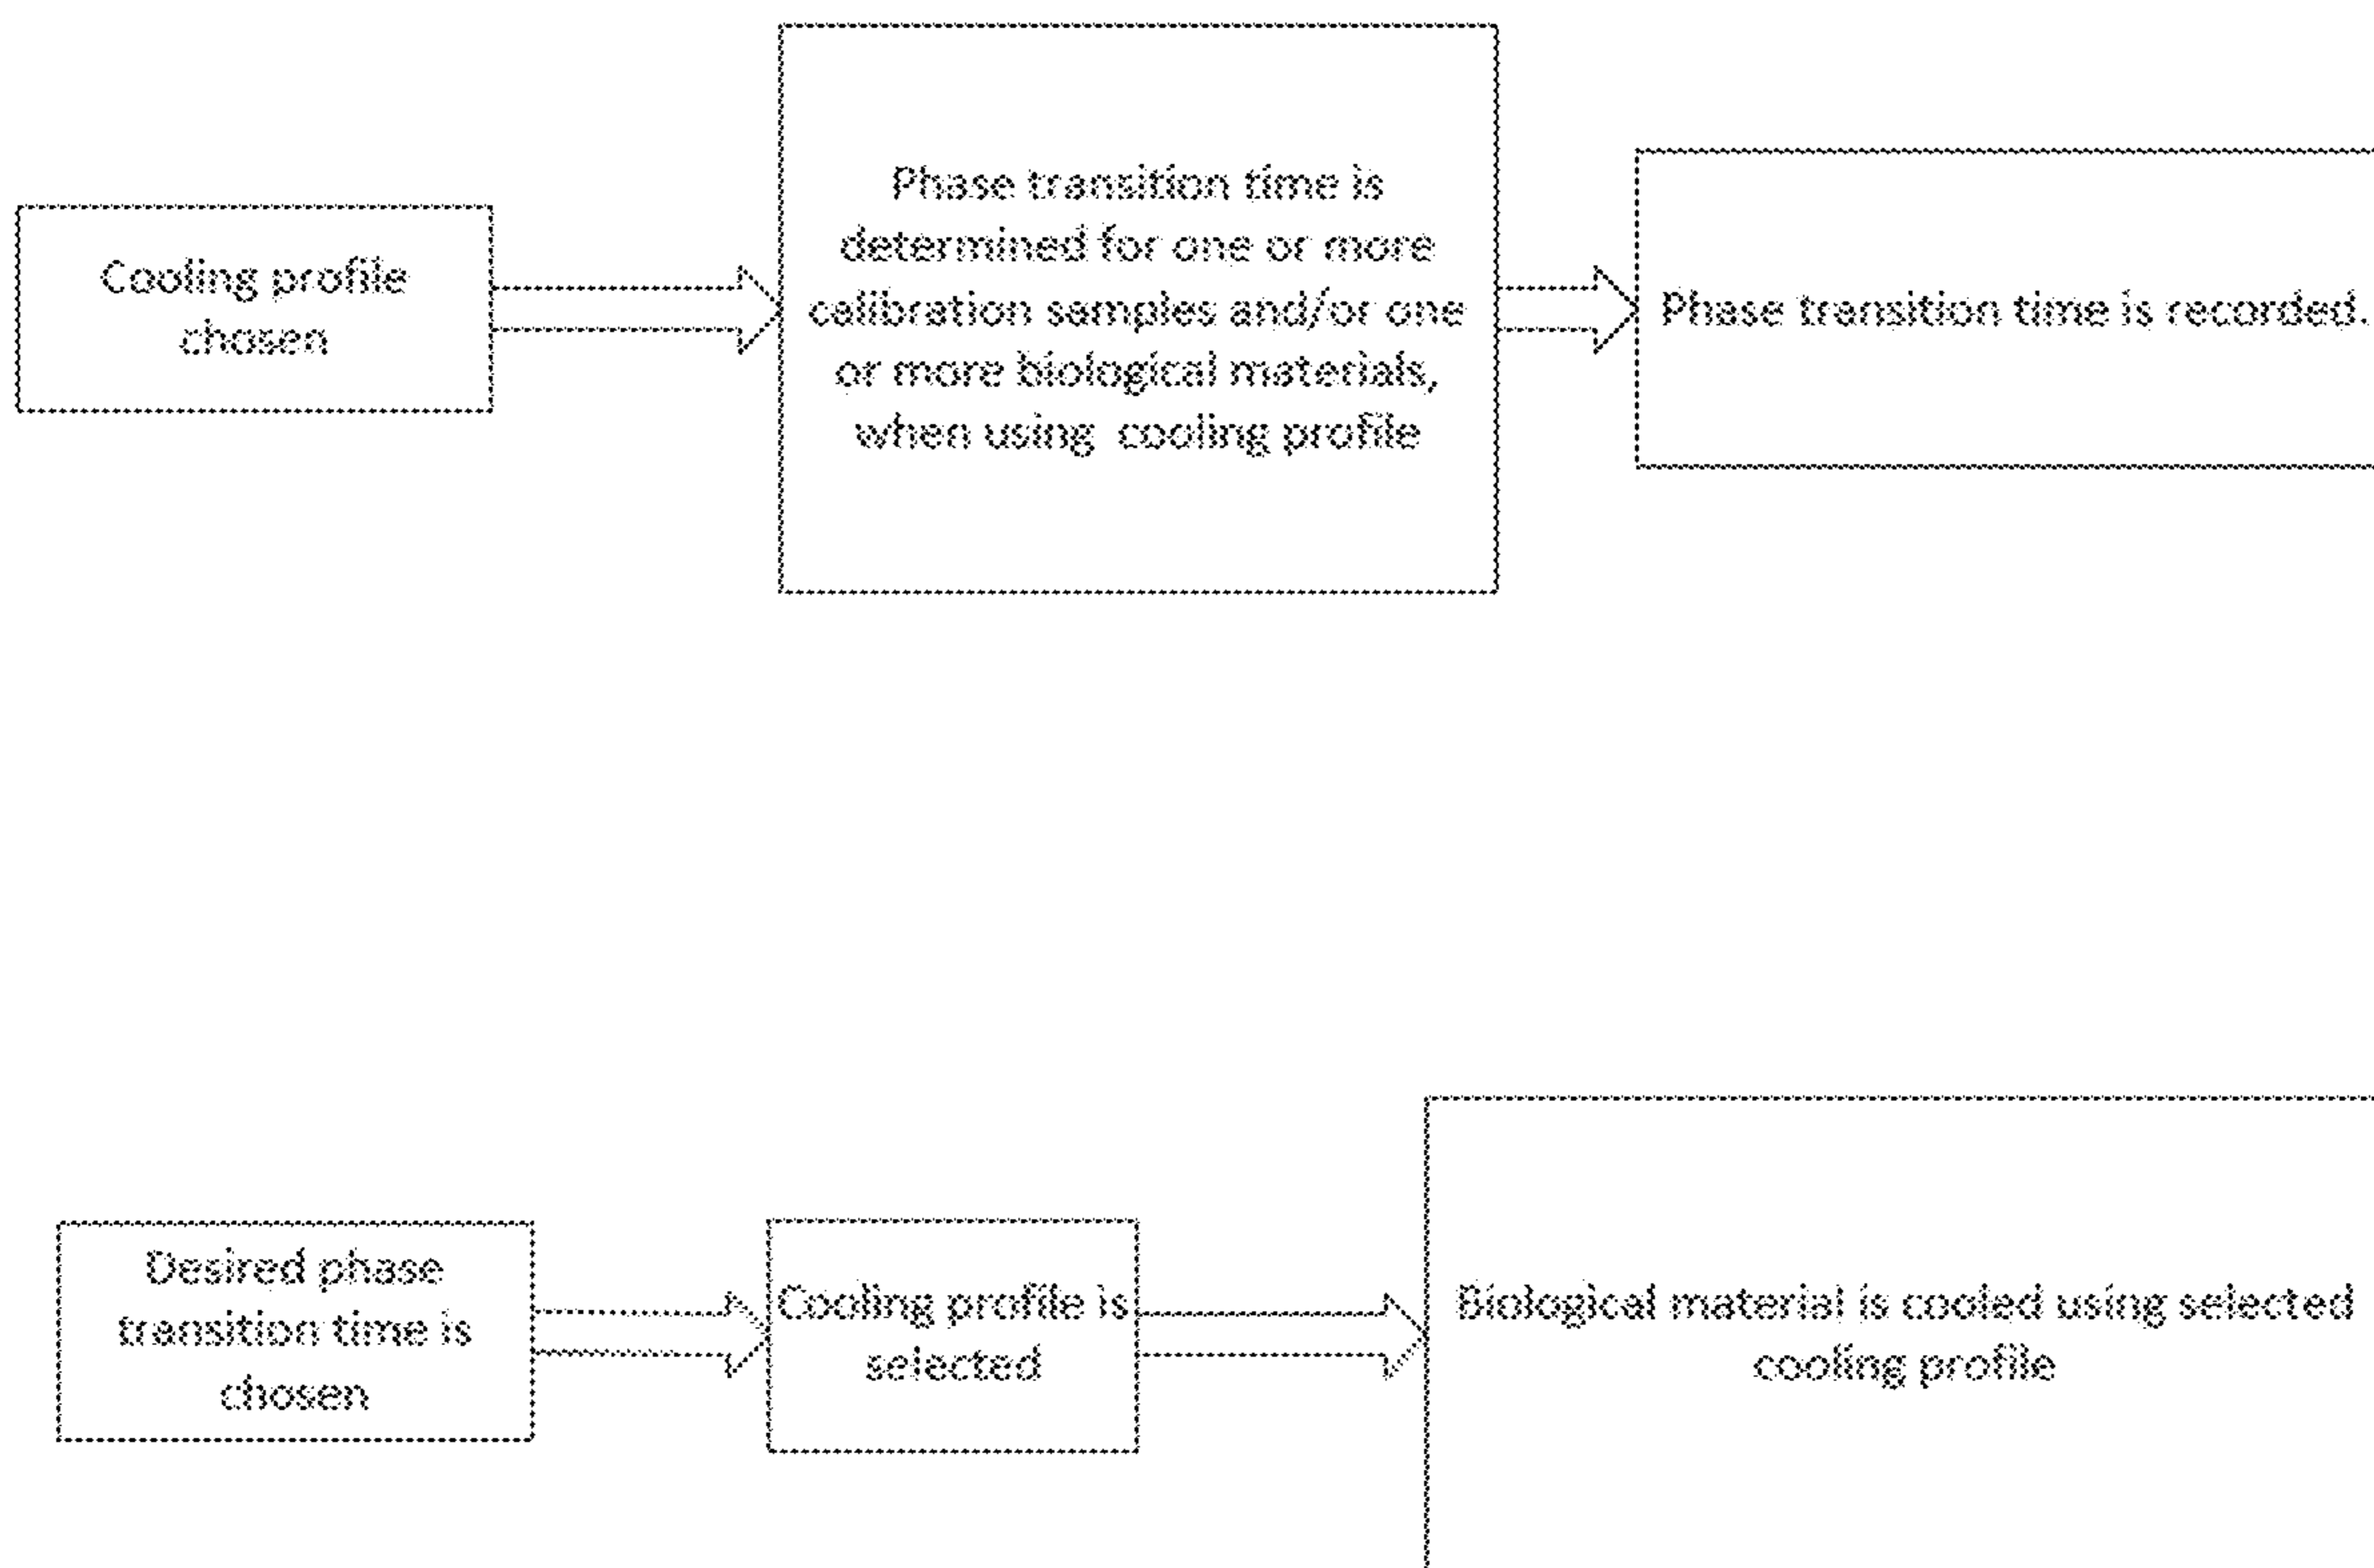 Cooling profile
chosen
Phase transition time is
determined for one or more
calibration samples and/or one
or more biological materials,
when using cooling profile
Phase transition time is recorded.
Desired phase
transition time is
chosen
Cooling profile is
selected
Biological material is cooled using selected
cooling profile